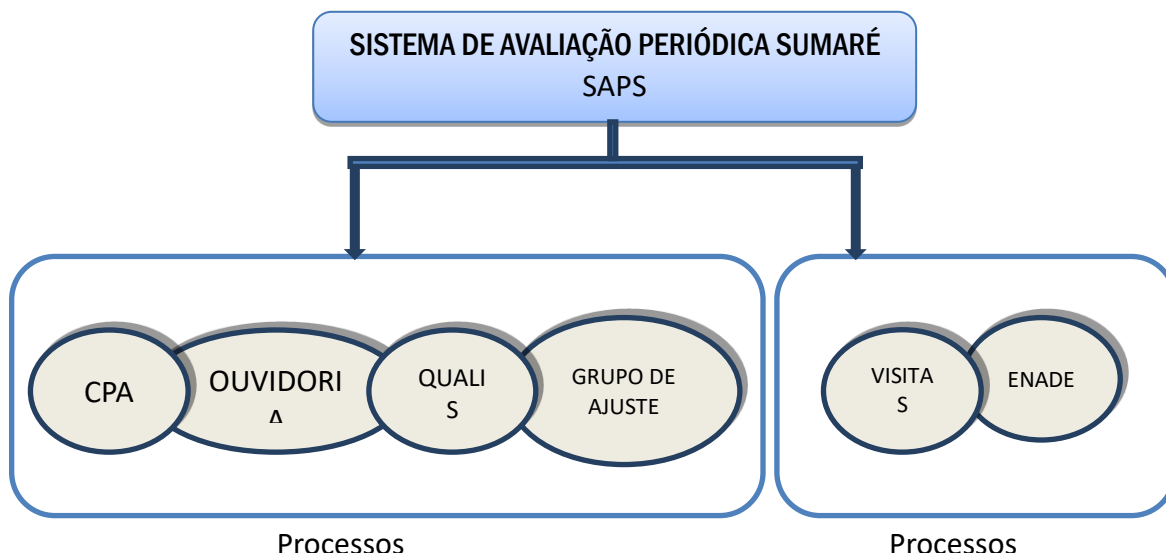 SISTEMA DE AVALIAÇÃO PERIÓDICA SUMARÉ
SAPS
CPA
OUVIDORI
A
QUALI
S
GRUPO DE
AJUSTE
VISITA
S
ENADE
Processos
Processos